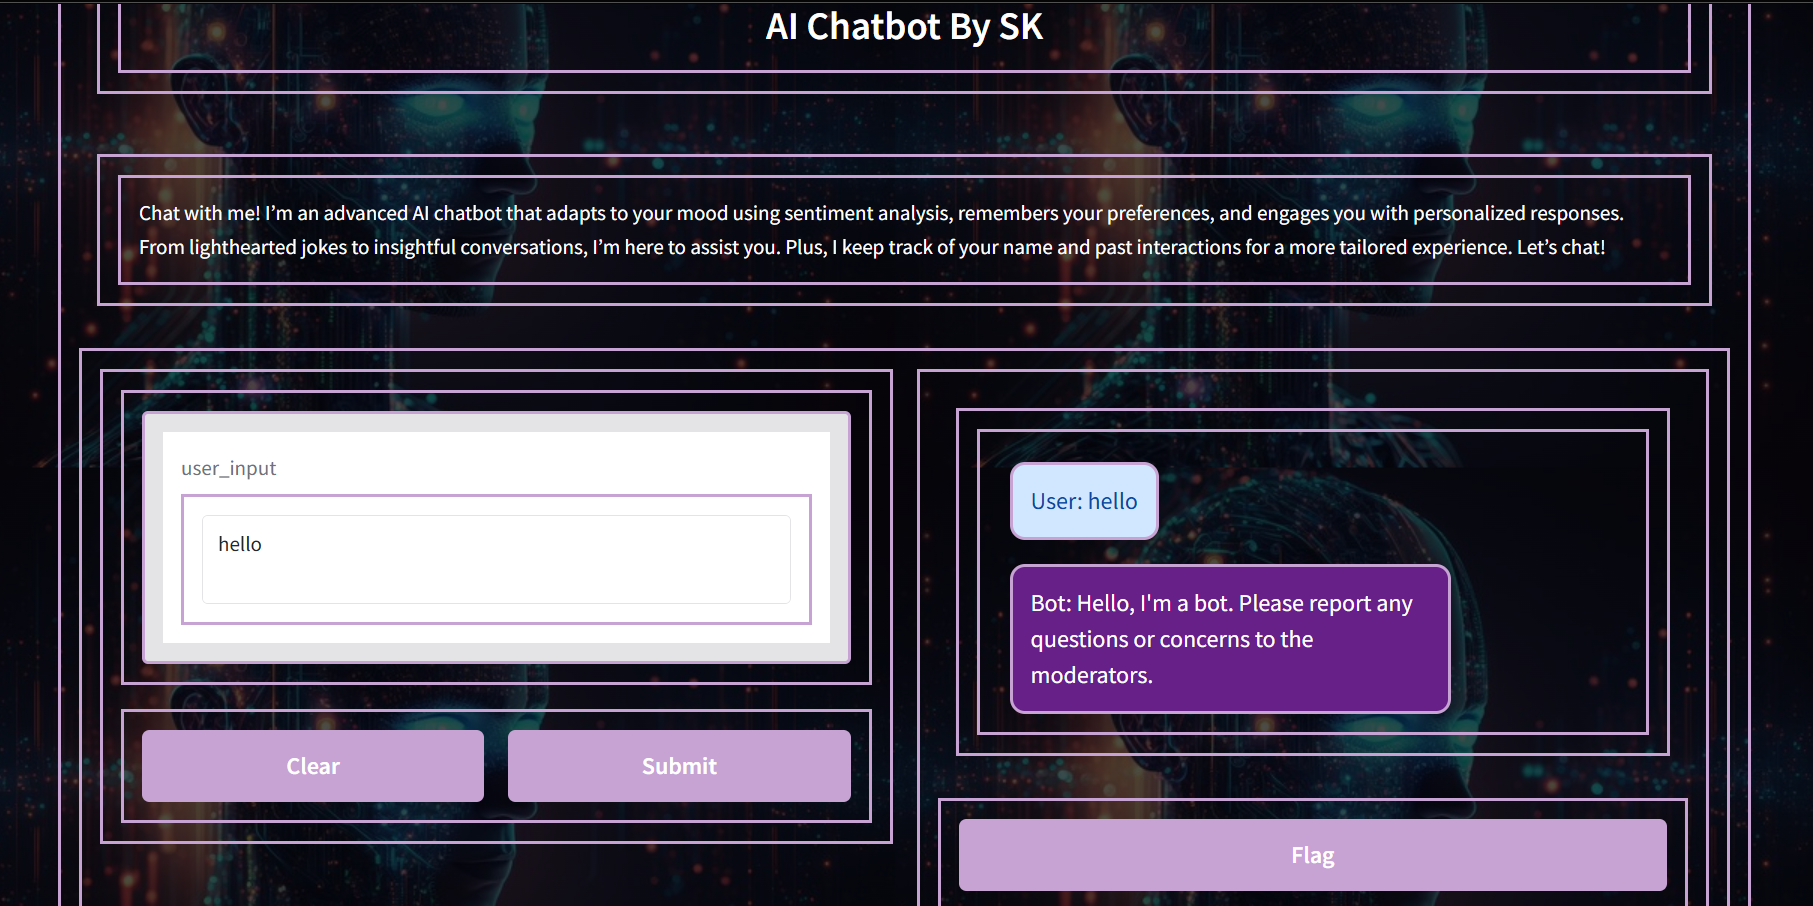 AI Chatbot By SK
Chat with me! I’m an advanced AI chatbot that adapts to your mood using sentiment analysis, remembers your preferences, and engages you with personalized responses.
From lighthearted jokes to insightful conversations, I’m here to assist you. Plus, I keep track of your name and past interactions for a more tailored experience. Let’s chat!
user_input
hello
Clear
Submit
User: hello
Bot: Hello, I'm a bot. Please report any
questions or concerns to the
moderators.
Flag